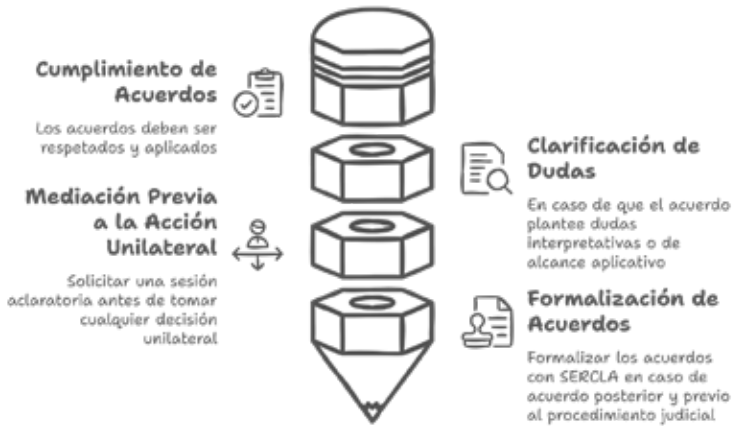 Cumplimiento de
Acuerdos
Los acuerdos deben ser
respetados y aplicados
Clarificación de
Dudas
En caso de que el acuerdo
plantee dudas
interpretativas o de
alcance aplicativo
Mediación Previa
a la Acción
Unilateral
Solicitar una sesión
aclaratoria antes de tomar
cualquier decisión
unilateral
Formalización de
Acuerdos
Formalizar los acuerdos
con SERCLA en caso de
acuerdo posterior y previo
al procedimiento judicial